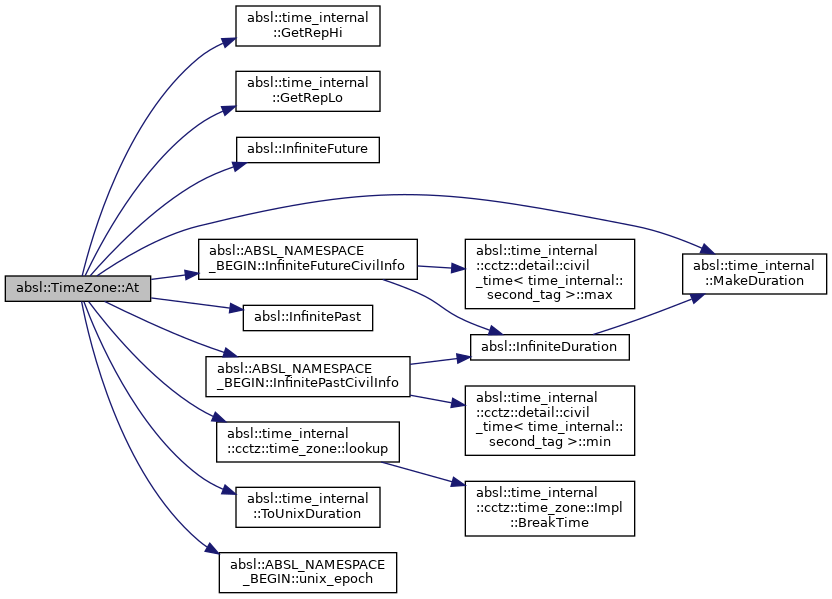 absl::time_internal
::GetRepHi
absl::time_internal
::GetRepLo
absl::InfiniteFuture
absl::ABSL_NAMESPACE
_BEGIN::InfiniteFutureCivilInfo
absl::time_internal
::cctz::detail::civil
_time< time_internal::
second_tag >::max
absl::time_internal
::MakeDuration
absl::TimeZone::At
absl::InfinitePast
absl::InfiniteDuration
absl::ABSL_NAMESPACE
_BEGIN::InfinitePastCivilInfo
absl::time_internal
::cctz::detail::civil
_time< time_internal::
second_tag >::min
absl::time_internal
::cctz::time_zone::lookup
absl::time_internal
::ToUnixDuration
absl::time_internal
::cctz::time_zone::Impl
::BreakTime
absl::ABSL_NAMESPACE
_BEGIN::unix_epoch